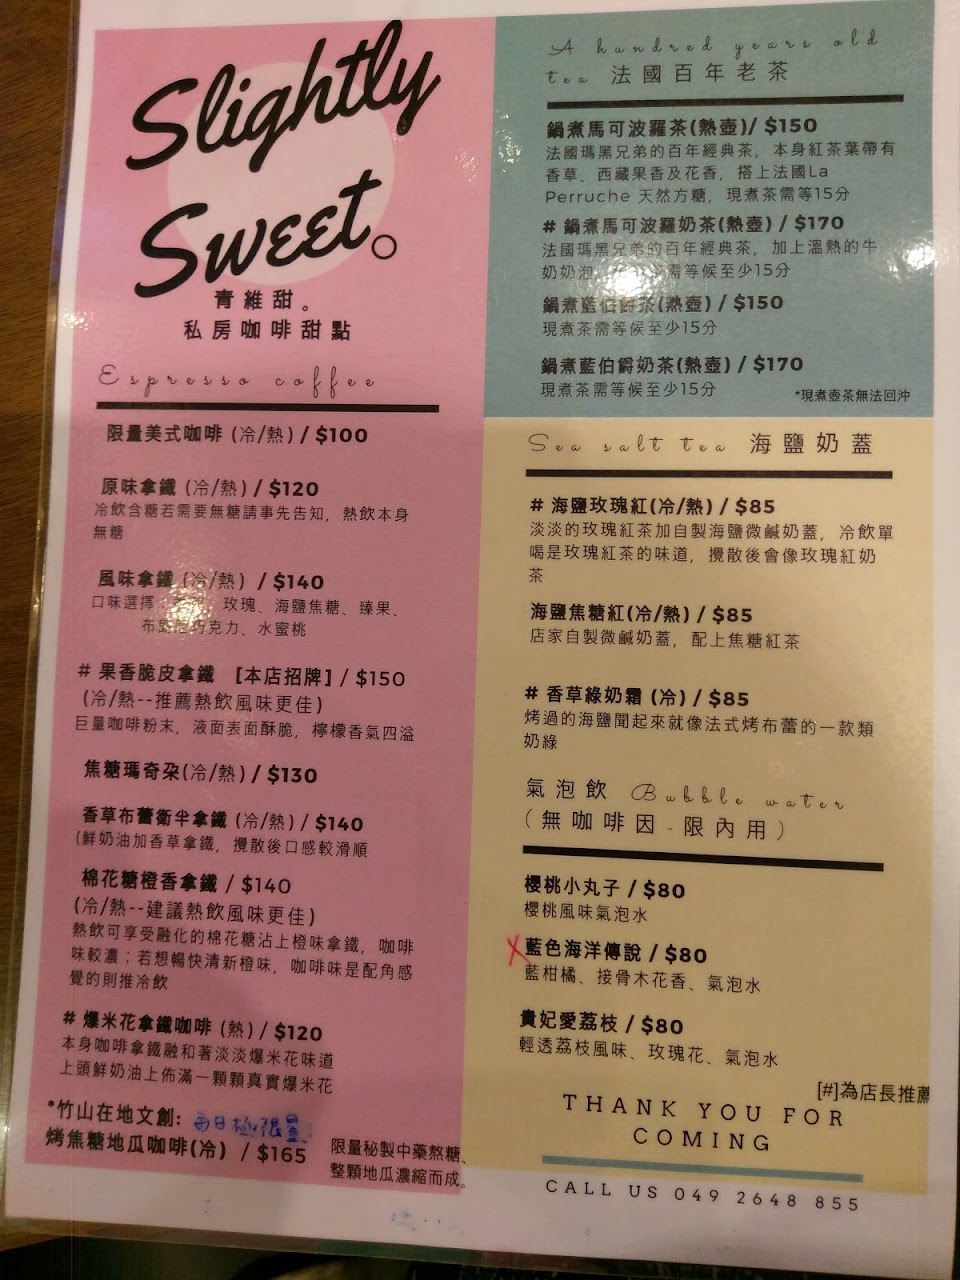 Slightly
Sweet。
青維甜。
私房咖啡甜點
Espresso coffee
限量美式咖啡 (冷/熱) / $100
原味拿鐵 (冷/熱) / $120
冷飲含糖若需要無糖請事先告知，熱飲本身
無糖
風味拿鐵 (冷/熱) / $140
口味選擇：玫瑰、海鹽焦糖、臻果、
巧克力、水蜜桃
# 果香脆皮拿鐵 [本店招牌] / $150
(冷/熱--推薦熱飲風味更佳)
巨量咖啡粉末，液面表面酥脆，檸檬香氣四溢
焦糖瑪奇朶(冷/熱) / $130
香草布蕾衛半拿鐵 (冷/熱) / $140
(鮮奶油加香草拿鐵，攪散後口感較滑順
棉花糖橙香拿鐵 / $140
(冷/熱--建議熱飲風味更佳)
熱飲可享受融化的棉花糖沾上橙味拿鐵，咖啡
味較濃；若想暢快清新橙味，咖啡味是配角感
覺的則推冷飲
# 爆米花拿鐵咖啡 (熱) / $120
本身咖啡拿鐵融和著淡淡爆米花味道
上頭鮮奶油上佈滿一顆顆真實爆米花
*竹山在地文創: 每日極限量
烤焦糖地瓜咖啡(冷) / $165
限量秘製中藥熬糖、
整顆地瓜濃縮而成。
A hundred years old
tea 法國百年老茶
鍋煮馬可波羅茶(熱壺)/ $150
法國瑪黑兄弟的百年經典茶，本身紅茶葉帶有
香草、西藏果香及花香，搭上法國La
Perruche 天然方糖，現煮茶需等15分
# 鍋煮馬可波羅奶茶(熱壺) / $170
法國瑪黑兄弟的百年經典茶，加上溫熱的牛
奶奶泡，需等候至少15分
鍋煮藍伯爵茶(熱壺) / $150
現煮茶需等候至少15分
鍋煮藍伯爵奶茶(熱壺) / $170
現煮茶需等候至少15分
*現煮壺茶無法回沖
Sea salt tea 海鹽奶蓋
# 海鹽玫瑰紅(冷/熱) / $85
淡淡的玫瑰紅茶加自製海鹽微鹹奶蓋，冷飲單
喝是玫瑰紅茶的味道，攪散後會像玫瑰紅奶
茶
海鹽焦糖紅(冷/熱) / $85
店家自製微鹹奶蓋，配上焦糖紅茶
# 香草綠奶霜 (冷) / $85
烤過的海鹽聞起來就像法式烤布蕾的一款類
奶綠
氣泡飲 Bubble water
(無咖啡因-限內用)
櫻桃小丸子 / $80
櫻桃風味氣泡水
藍色海洋傳說 / $80
藍柑橘、接骨木花香、氣泡水
貴妃愛荔枝 / $80
輕透荔枝風味、玫瑰花、氣泡水
[#]為店長推薦
THANK YOU FOR
COMING
CALL US 049 2648 855